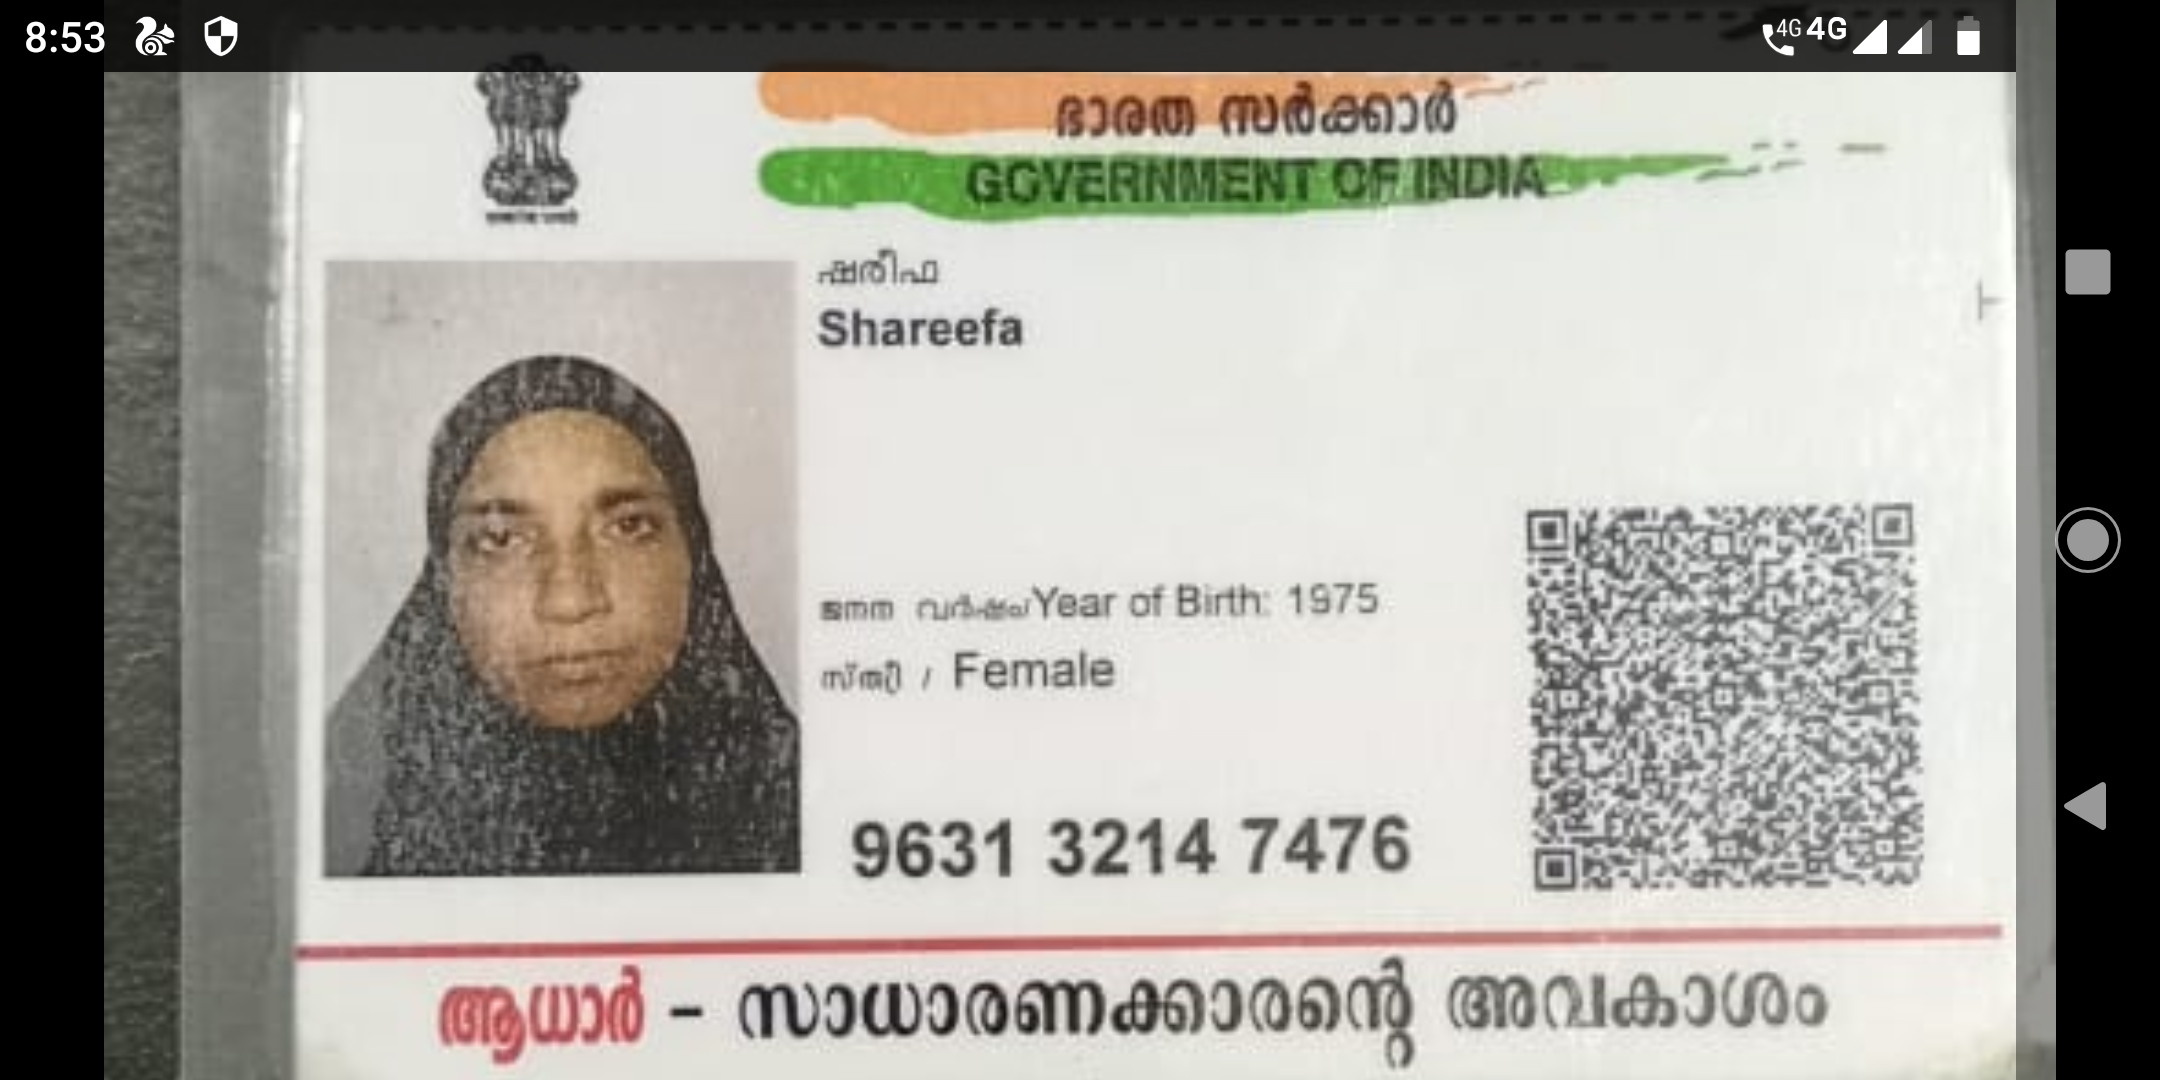 8:53
4G 4G
ഭാരത സർക്കാർ
GOVERNMENT OF INDIA
ഷരീഫ
Shareefa
ജനന വർഷം/Year of Birth: 1975
സ്ത്രീ / Female
9631 3214 7476
ആധാർ - സാധാരണക്കാരന്റെ അവകാശം